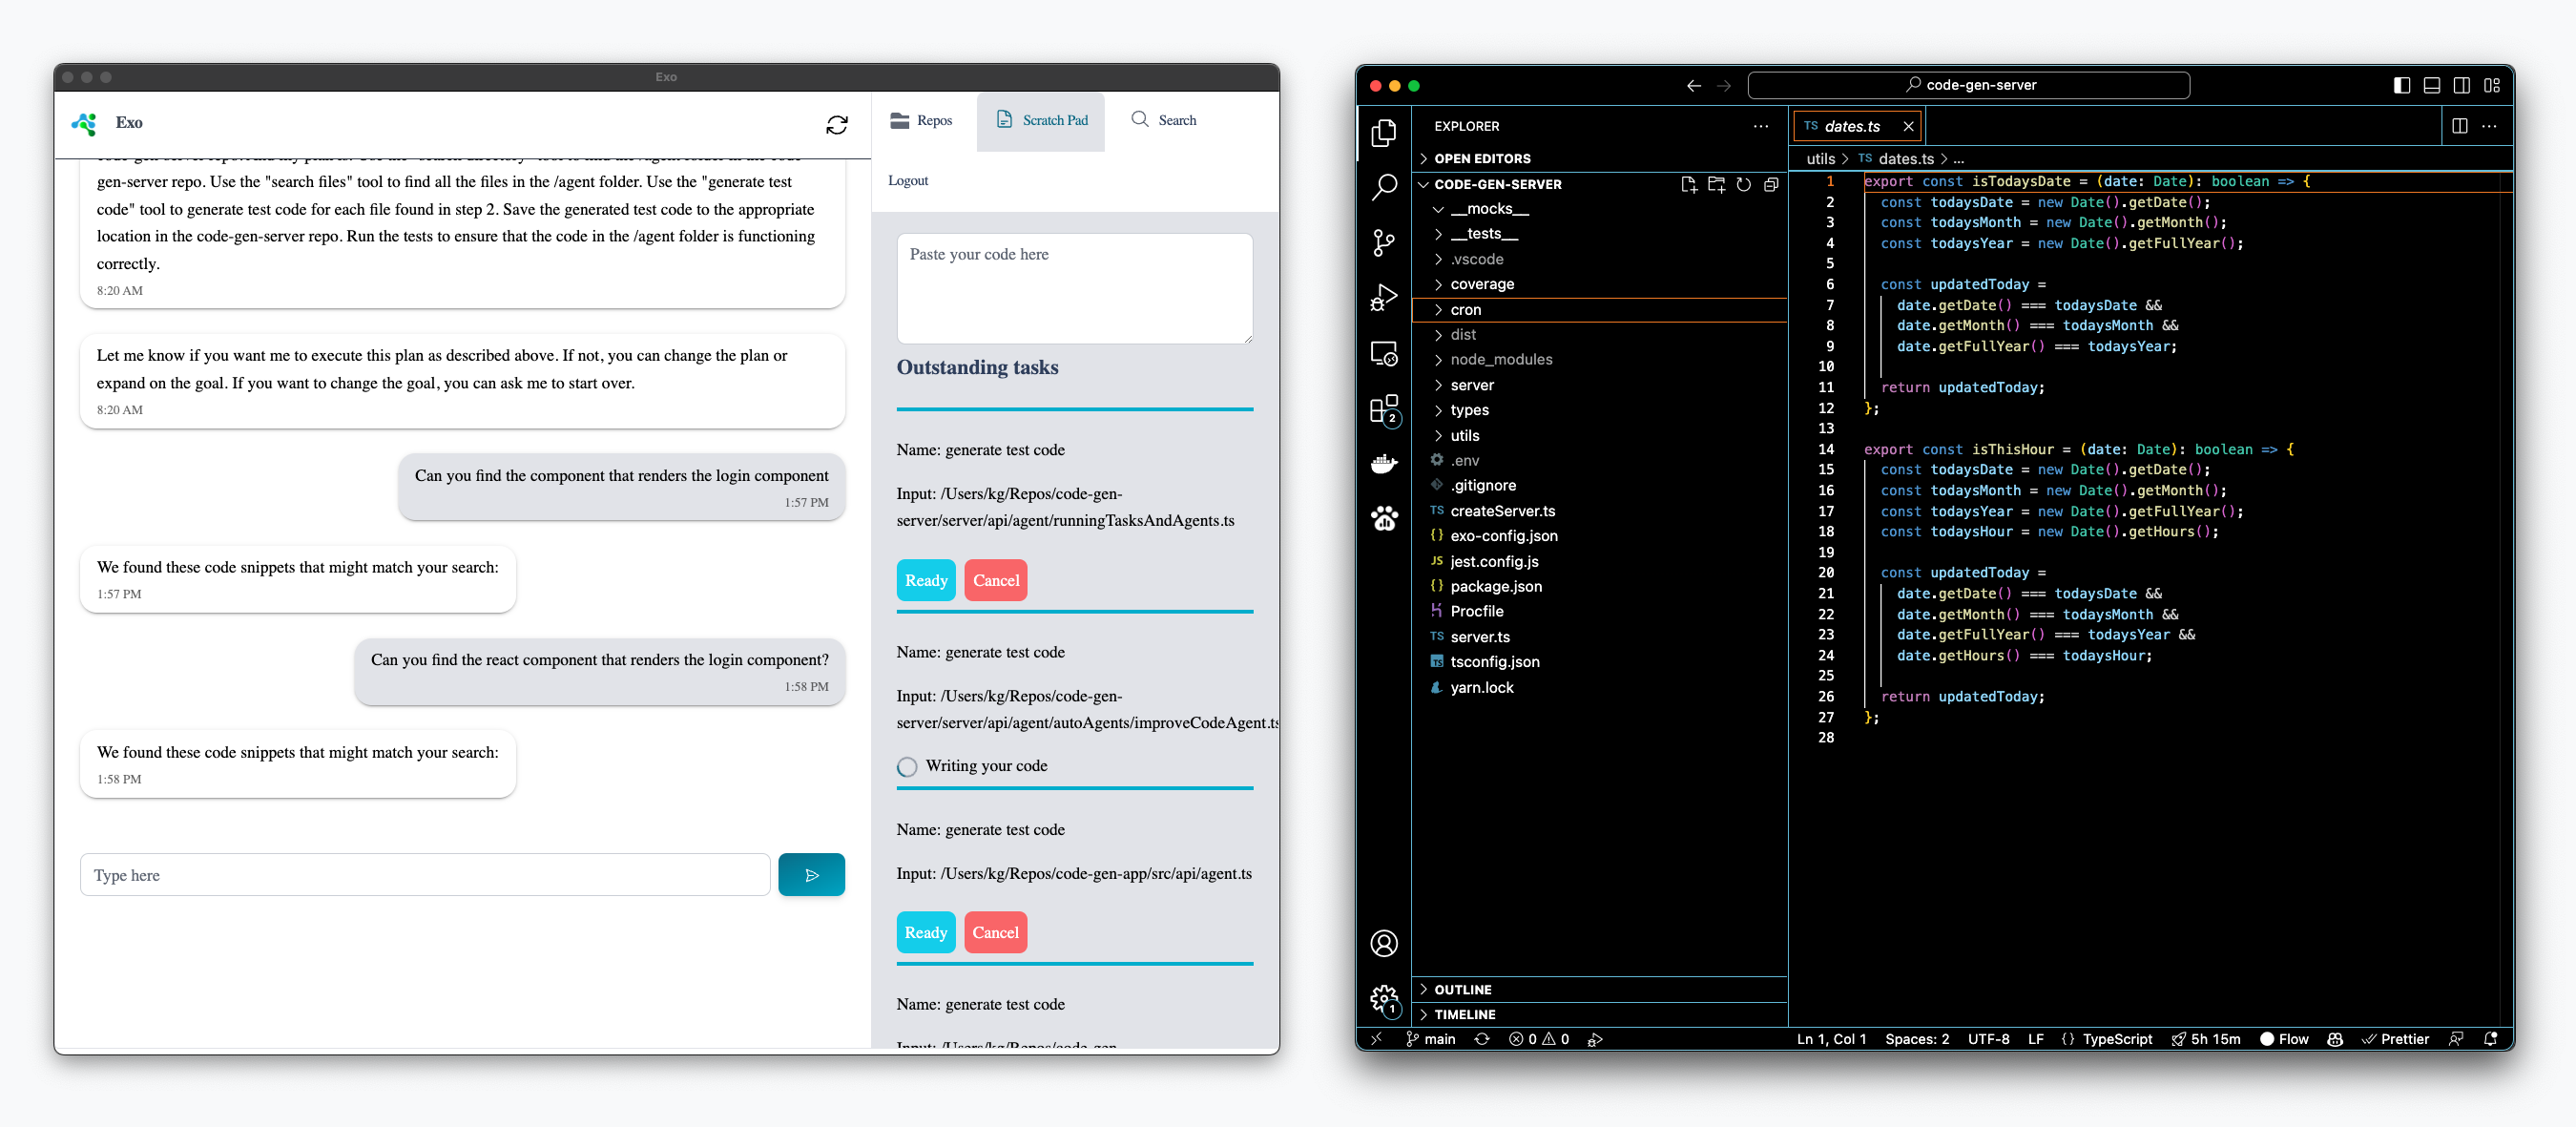 Exo
Exo
gen-server repo. Use the "search files" tool to find all the files in the /agent folder. Use the "generate test
code" tool to generate test code for each file found in step 2. Save the generated test code to the appropriate
location in the code-gen-server repo. Run the tests to ensure that the code in the /agent folder is functioning
correctly.
8:20 AM
Let me know if you want me to execute this plan as described above. If not, you can change the plan or
expand on the goal. If you want to change the goal, you can ask me to start over.
8:20 AM
Can you find the component that renders the login component
1:57 PM
We found these code snippets that might match your search:
1:57 PM
Can you find the react component that renders the login component?
1:58 PM
We found these code snippets that might match your search:
1:58 PM
Type here
Repos
Scratch Pad
Search
Logout
Paste your code here
Outstanding tasks
Name: generate test code
Input: /Users/kg/Repos/code-gen-
server/server/api/agent/runningTasksAndAgents.ts
Ready
Cancel
Name: generate test code
Input: /Users/kg/Repos/code-gen-
server/server/api/agent/autoAgents/improveCodeAgent.ts
Writing your code
Name: generate test code
Input: /Users/kg/Repos/code-gen-app/src/api/agent.ts
Ready
Cancel
Name: generate test code
Input: /Users/kg/Repos/code-gen-
code-gen-server
EXPLORER
OPEN EDITORS
CODE-GEN-SERVER
__mocks__
__tests__
.vscode
coverage
cron
dist
node_modules
server
types
utils
.env
.gitignore
TS createServer.ts
{} exo-config.json
JS jest.config.js
{} package.json
Procfile
TS server.ts
TS tsconfig.json
yarn.lock
OUTLINE
TIMELINE
2
1
TS dates.ts
utils > TS dates.ts > ...
1 export const isTodaysDate = (date: Date): boolean => {
2 const todaysDate = new Date().getDate();
3 const todaysMonth = new Date().getMonth();
4 const todaysYear = new Date().getFullYear();
5
6 const updatedToday =
7 date.getDate() === todaysDate &&
8 date.getMonth() === todaysMonth &&
9 date.getFullYear() === todaysYear;
10
11 return updatedToday;
12 };
13
14 export const isThisHour = (date: Date): boolean => {
15 const todaysDate = new Date().getDate();
16 const todaysMonth = new Date().getMonth();
17 const todaysYear = new Date().getFullYear();
18 const todaysHour = new Date().getHours();
19
20 const updatedToday =
21 date.getDate() === todaysDate &&
22 date.getMonth() === todaysMonth &&
23 date.getFullYear() === todaysYear &&
24 date.getHours() === todaysHour;
25
26 return updatedToday;
27 };
28
main
0
0
Ln 1, Col 1
Spaces: 2
UTF-8
LF
{} TypeScript
5h 15m
Flow
Prettier